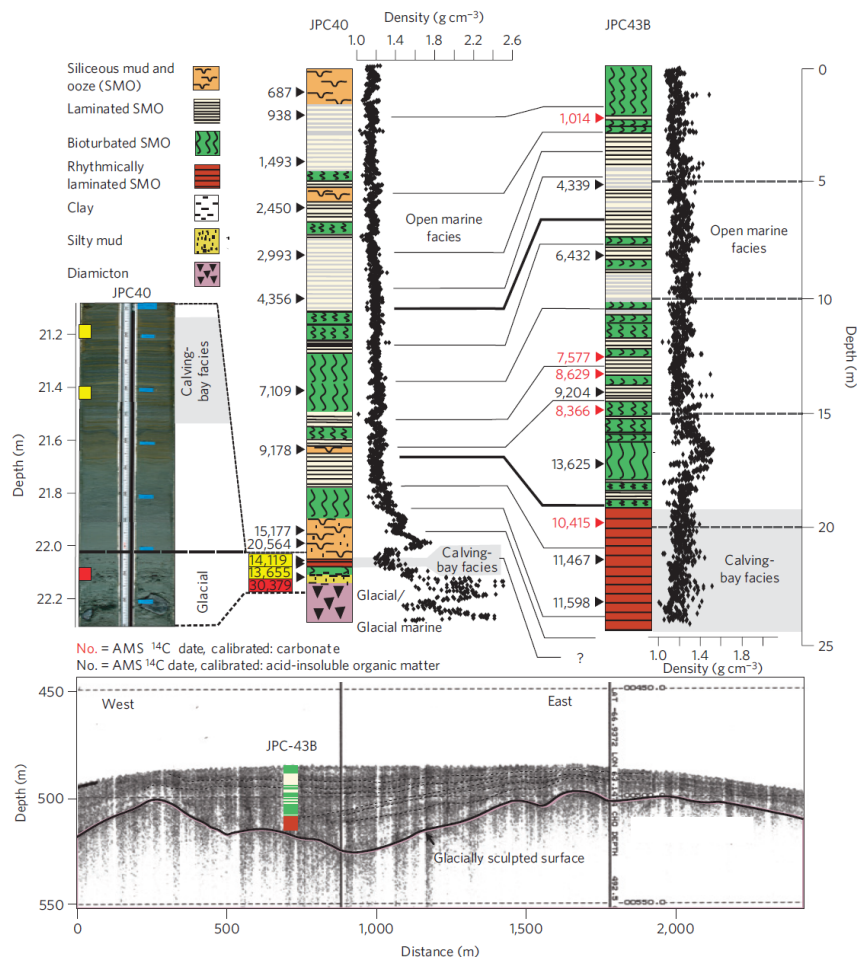 Density (g cm⁻³)
JPC40
1.0 1.4 1.8 2.2 2.6
JPC43B
Siliceous mud and
ooze (SMO)
Laminated SMO
Bioturbated SMO
Rhythmically
laminated SMO
Clay
Silty mud
Diamicton
687
938
1,493
2,450
2,993
4,356
7,109
9,178
15,177
20,564
14,119
13,655
30,379
Open marine
facies
Calving-
bay facies
Glacial/
Glacial marine
1,014
4,339
6,432
7,577
8,629
9,204
8,366
13,625
10,415
11,467
11,598
?
Open marine
facies
Calving-
bay facies
0
5
10
15
20
25
Depth (m)
1.0 1.4 1.8
Density (g cm⁻³)
JPC40
Depth (m)
21.2
21.4
21.6
21.8
22.0
22.2
Calving-
bay facies
Glacial
No. = AMS ¹⁴C date, calibrated: carbonate
No. = AMS ¹⁴C date, calibrated: acid-insoluble organic matter
Depth (m)
450
500
550
West
East
JPC-43B
Glacially sculpted surface
00450.0
00550.0
0 500 1,000 1,500 2,000
Distance (m)